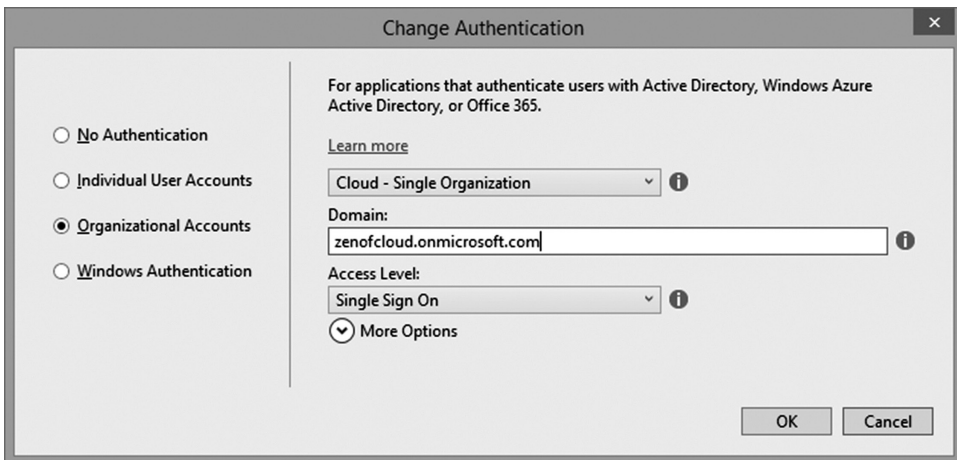 Change Authentication
No Authentication
Individual User Accounts
Organizational Accounts
Windows Authentication
For applications that authenticate users with Active Directory, Windows Azure
Active Directory, or Office 365.
Learn more
Cloud - Single Organization
Domain:
zenofcloud.onmicrosoft.com
Access Level:
Single Sign On
More Options
OK
Cancel